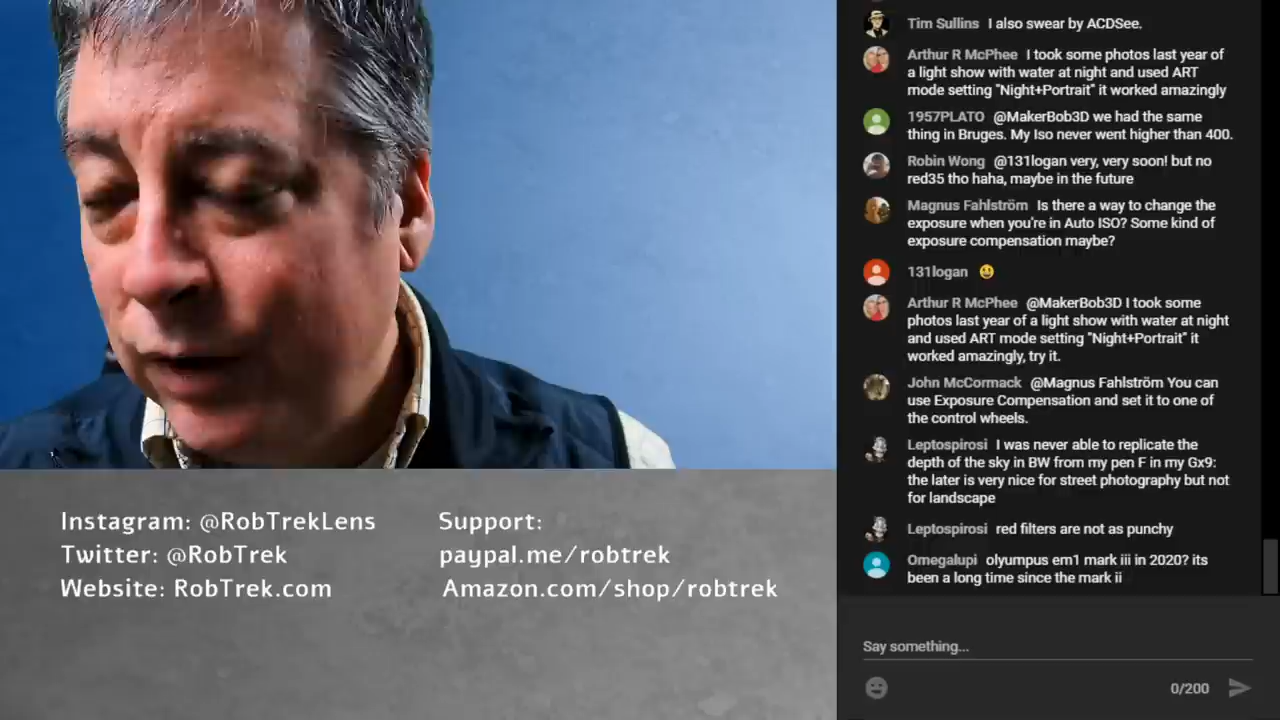 Instagram: @RobTrekLens
Twitter: @RobTrek
Website: RobTrek.com
Support:
paypal.me/robtrek
Amazon.com/shop/robtrek
Tim Sullins I also swear by ACDSee.
Arthur R McPhee I took some photos last year of
a light show with water at night and used ART
mode setting "Night+Portrait" it worked amazingly
1957PLATO @MakerBob3D we had the same
thing in Bruges. My Iso never went higher than 400.
Robin Wong @131logan very, very soon! but no
red35 tho haha, maybe in the future
Magnus Fahlström Is there a way to change the
exposure when you're in Auto ISO? Some kind of
exposure compensation maybe?
131logan
Arthur R McPhee @MakerBob3D I took some
photos last year of a light show with water at night
and used ART mode setting "Night+Portrait" it
worked amazingly, try it.
John McCormack @Magnus Fahlström You can
use Exposure Compensation and set it to one of
the control wheels.
Leptospirosi I was never able to replicate the
depth of the sky in BW from my pen F in my Gx9:
the later is very nice for street photography but not
for landscape
Leptospirosi red filters are not as punchy
Omegalupi olyumpus em1 mark iii in 2020? its
been a long time since the mark ii
Say something...
0/200